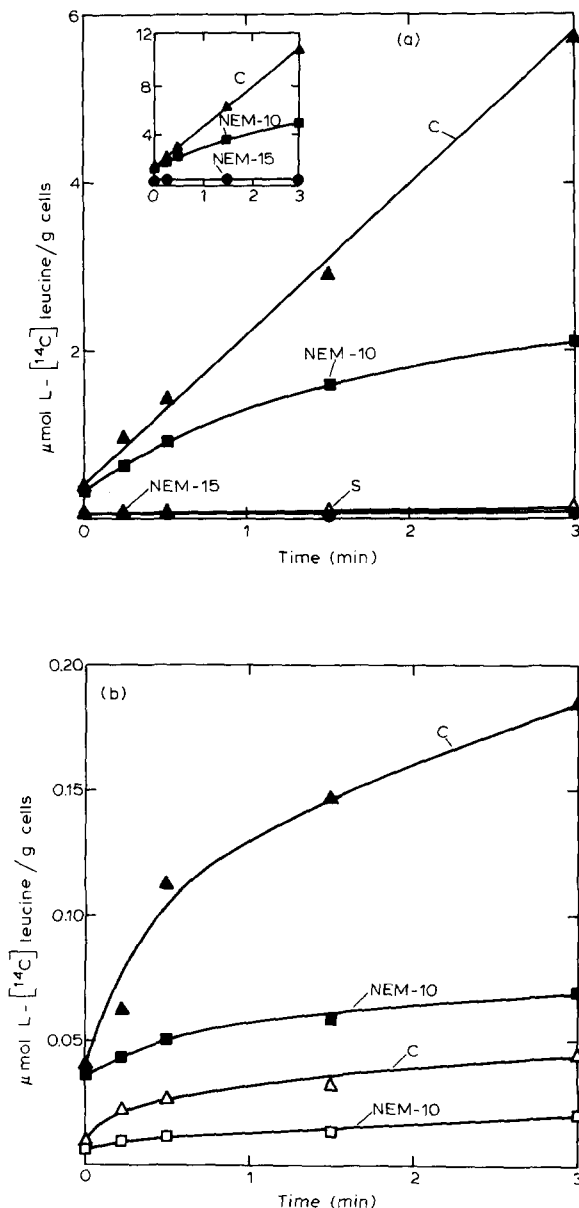 (a)
6
4
2
μmol L-[14C] leucine/g cells
12
8
4
0 1 2 3
C
NEM-10
NEM-15
C
NEM-10
NEM-15
S
0 1 2 3
Time (min)
(b)
0.20
0.15
0.10
0.05
0
μmol L-[14C] leucine/g cells
C
NEM-10
C
NEM-10
0 1 2 3
Time (min)